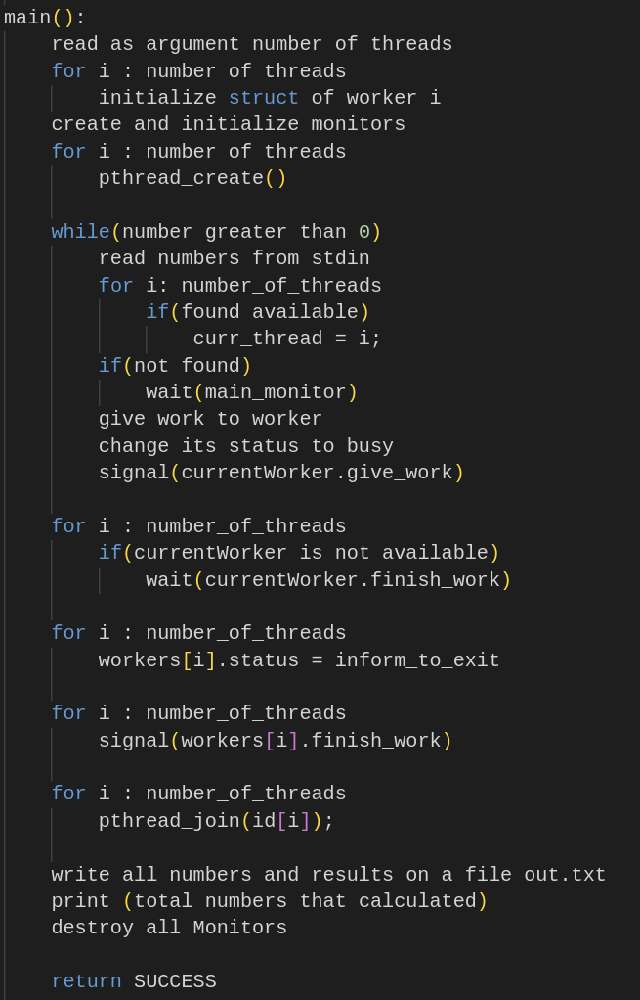 main():
    read as argument number of threads
    for i : number of threads
        initialize struct of worker i
    create and initialize monitors
    for i : number_of_threads
        pthread_create()
    while(number greater than 0)
        read numbers from stdin
        for i: number_of_threads
            if(found available)
                curr_thread = i;
        if(not found)
            wait(main_monitor)
        give work to worker
        change its status to busy
        signal(currentWorker.give_work)
    for i : number_of_threads
        if(currentWorker is not available)
            wait(currentWorker.finish_work)
    for i : number_of_threads
        workers[i].status = inform_to_exit
    for i : number_of_threads
        signal(workers[i].finish_work)
    for i : number_of_threads
        pthread_join(id[i]);
    write all numbers and results on a file out.txt
    print (total numbers that calculated)
    destroy all Monitors
    return SUCCESS